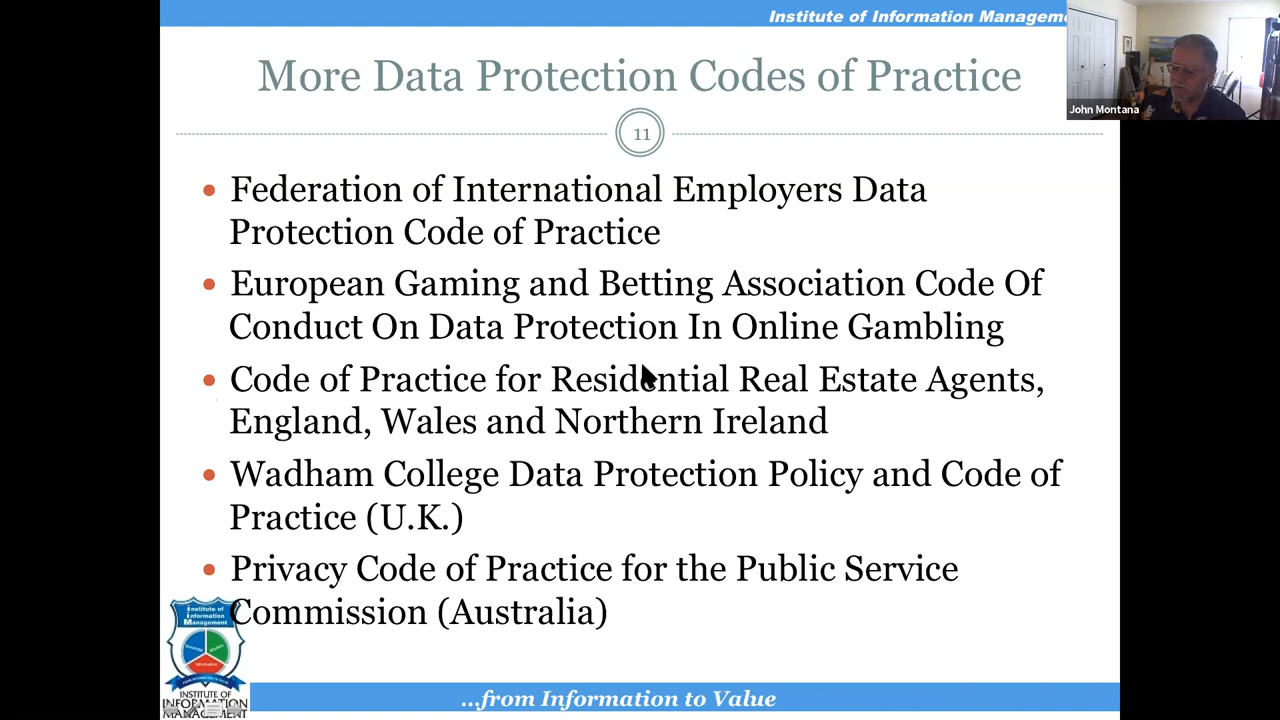 Institute of Information Managem
John Montana
More Data Protection Codes of Practice
11
• Federation of International Employers Data
Protection Code of Practice
• European Gaming and Betting Association Code Of
Conduct On Data Protection In Online Gambling
• Code of Practice for Residential Real Estate Agents,
England, Wales and Northern Ireland
• Wadham College Data Protection Policy and Code of
Practice (U.K.)
• Privacy Code of Practice for the Public Service
Commission (Australia)
Institute of
Information
Management
Knowledge
Information
INSTITUTE OF
INFORMATION
MANAGEMENT
...from Information to Value